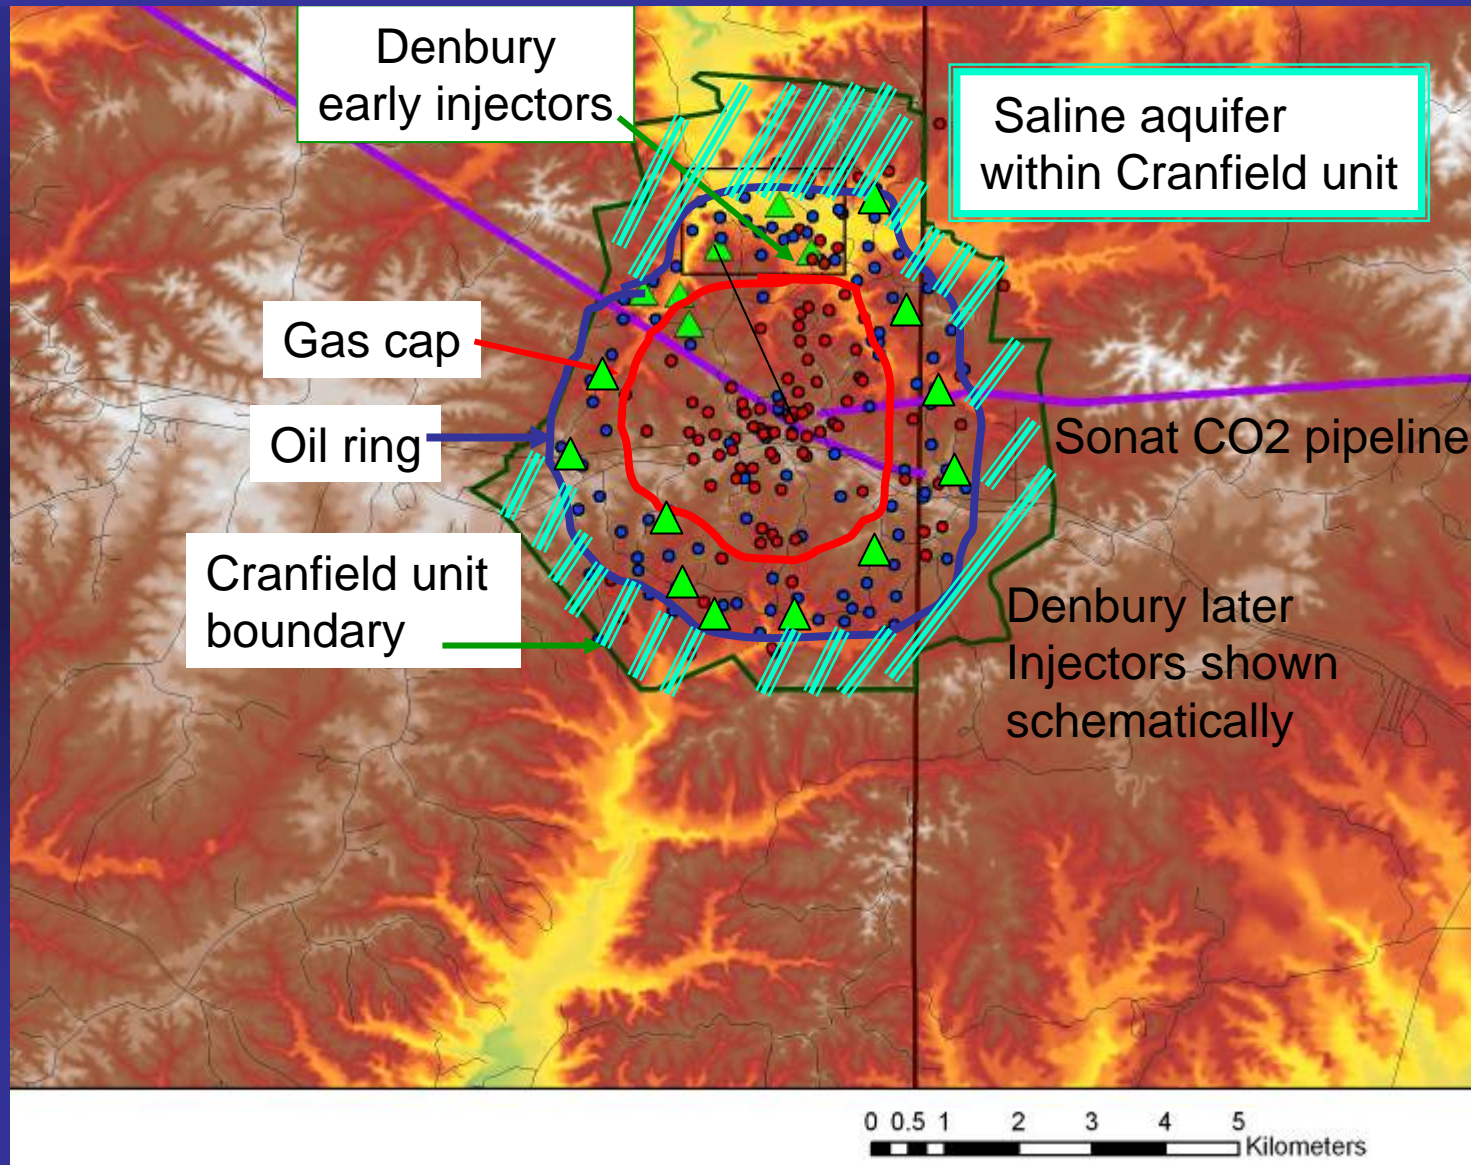 Denbury
early injectors
Saline aquifer
within Cranfield unit
Gas cap
Oil ring
Sonat CO2 pipeline
Cranfield unit
boundary
Denbury later
Injectors shown
schematically
0 0.5 1 2 3 4 5
Kilometers